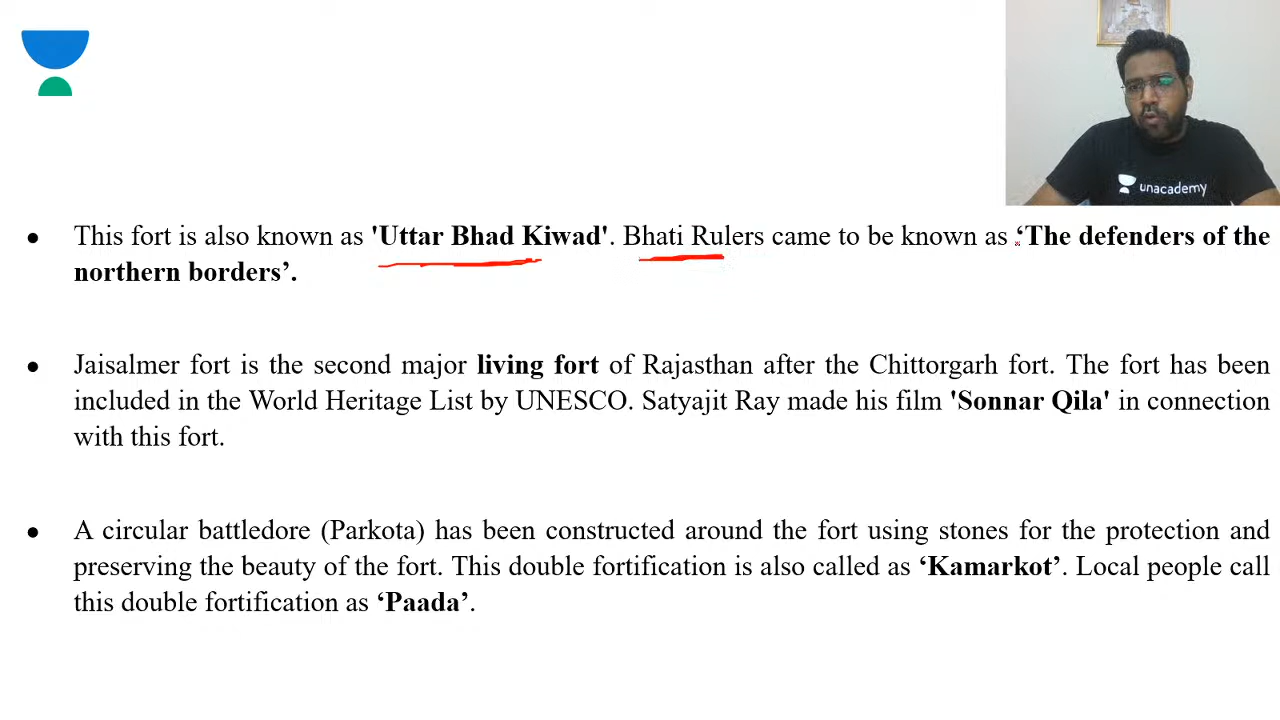 unacademy
● This fort is also known as 'Uttar Bhad Kiwad'. Bhati Rulers came to be known as ‘The defenders of the
northern borders’.
● Jaisalmer fort is the second major living fort of Rajasthan after the Chittorgarh fort. The fort has been
included in the World Heritage List by UNESCO. Satyajit Ray made his film 'Sonnar Qila' in connection
with this fort.
● A circular battledore (Parkota) has been constructed around the fort using stones for the protection and
preserving the beauty of the fort. This double fortification is also called as ‘Kamarkot’. Local people call
this double fortification as ‘Paada’.